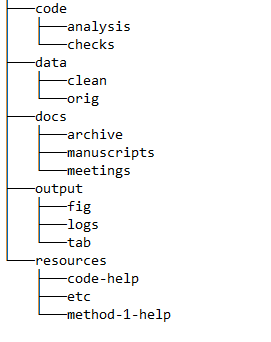 code
analysis
checks
data
clean
orig
docs
archive
manuscripts
meetings
output
fig
logs
tab
resources
code-help
etc
method-1-help